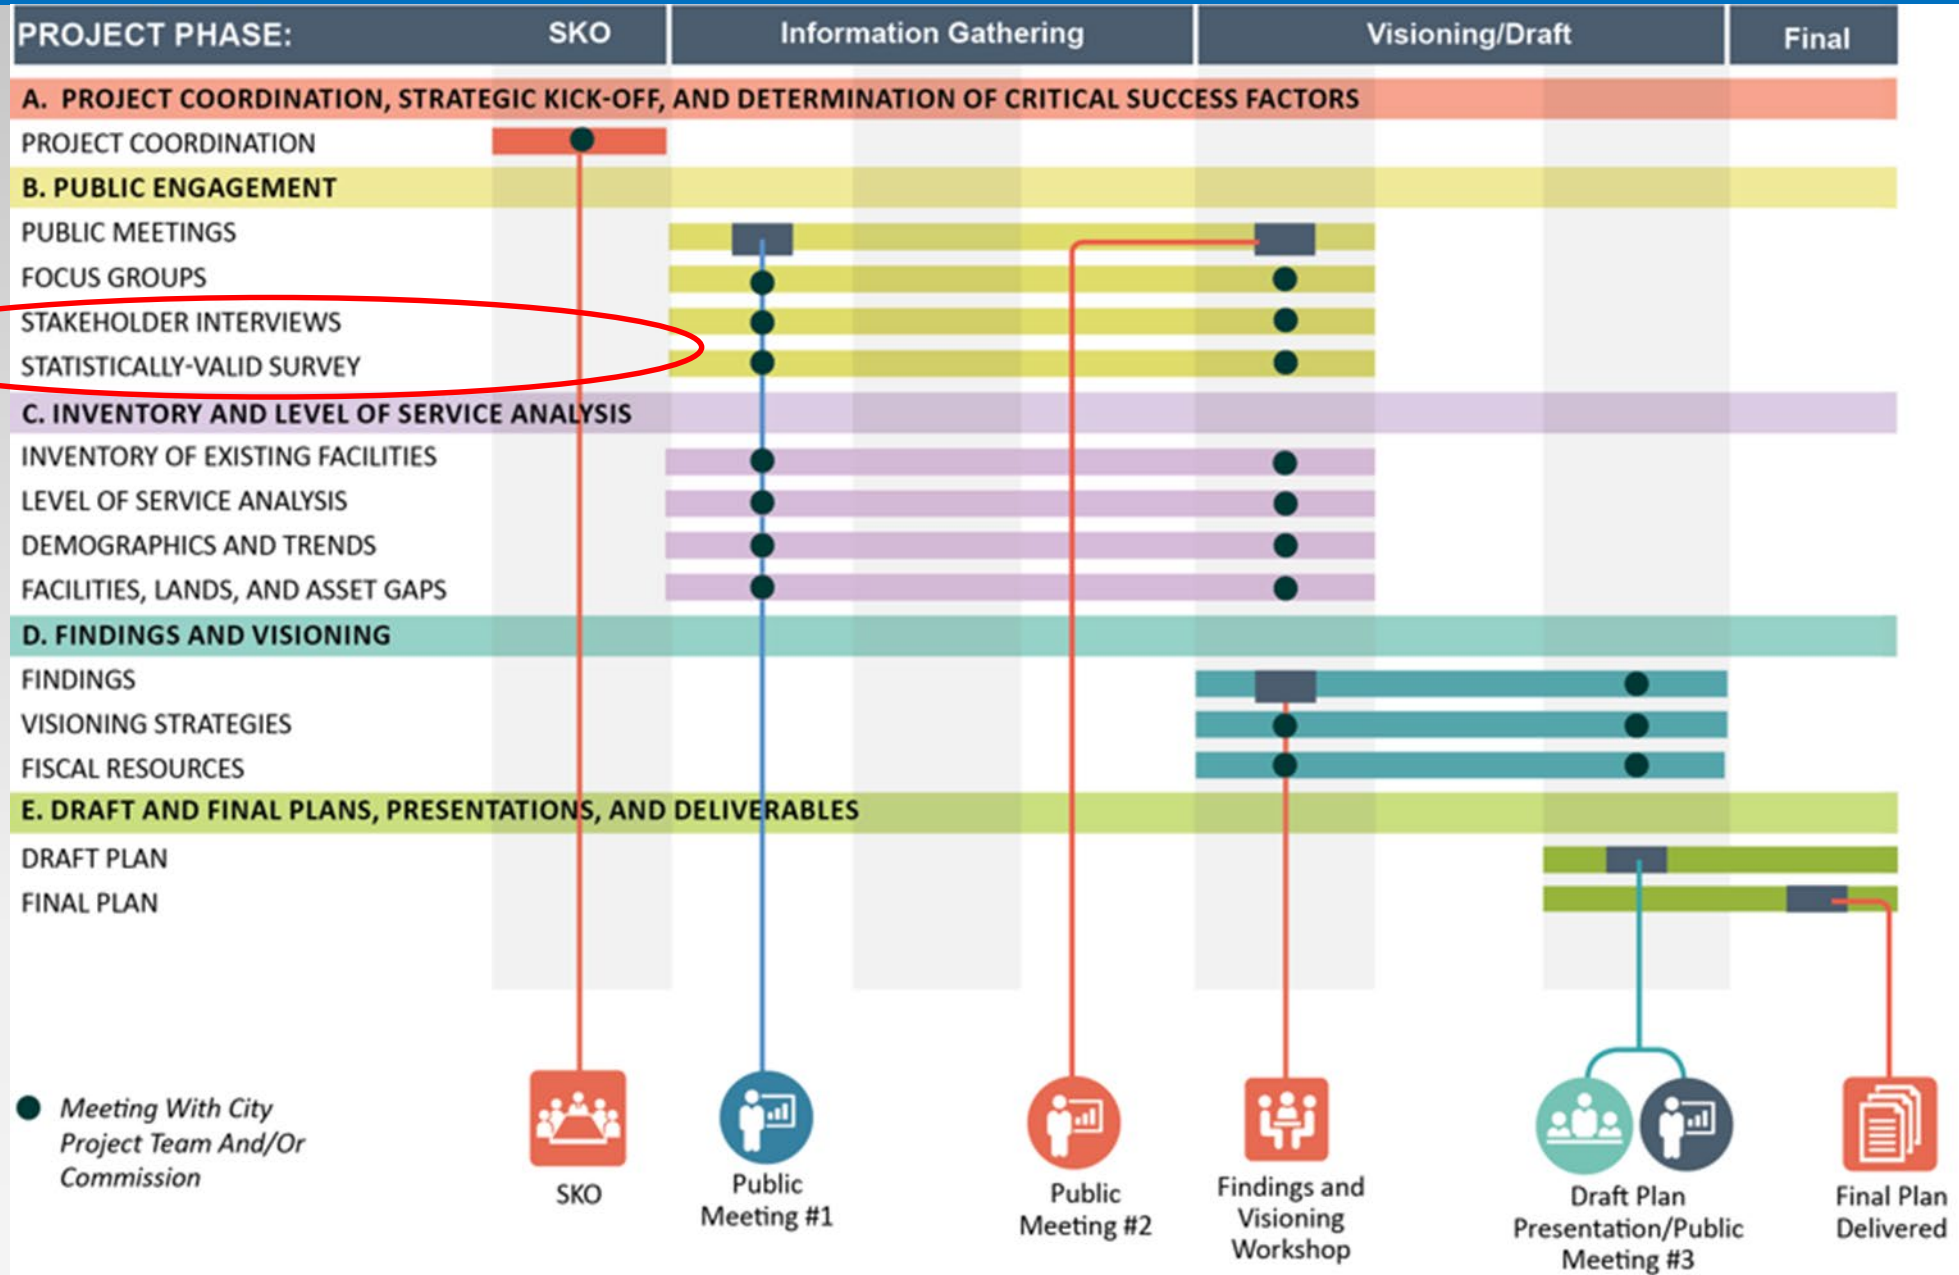 PROJECT PHASE: SKO Information Gathering Visioning/Draft Final
A. PROJECT COORDINATION, STRATEGIC KICK-OFF, AND DETERMINATION OF CRITICAL SUCCESS FACTORS
PROJECT COORDINATION
B. PUBLIC ENGAGEMENT
PUBLIC MEETINGS
FOCUS GROUPS
STAKEHOLDER INTERVIEWS
STATISTICALLY-VALID SURVEY
C. INVENTORY AND LEVEL OF SERVICE ANALYSIS
INVENTORY OF EXISTING FACILITIES
LEVEL OF SERVICE ANALYSIS
DEMOGRAPHICS AND TRENDS
FACILITIES, LANDS, AND ASSET GAPS
D. FINDINGS AND VISIONING
FINDINGS
VISIONING STRATEGIES
FISCAL RESOURCES
E. DRAFT AND FINAL PLANS, PRESENTATIONS, AND DELIVERABLES
DRAFT PLAN
FINAL PLAN
Meeting With City
Project Team And/Or
Commission
SKO
Public
Meeting #1
Public
Meeting #2
Findings and
Visioning
Workshop
Draft Plan
Presentation/Public
Meeting #3
Final Plan
Delivered